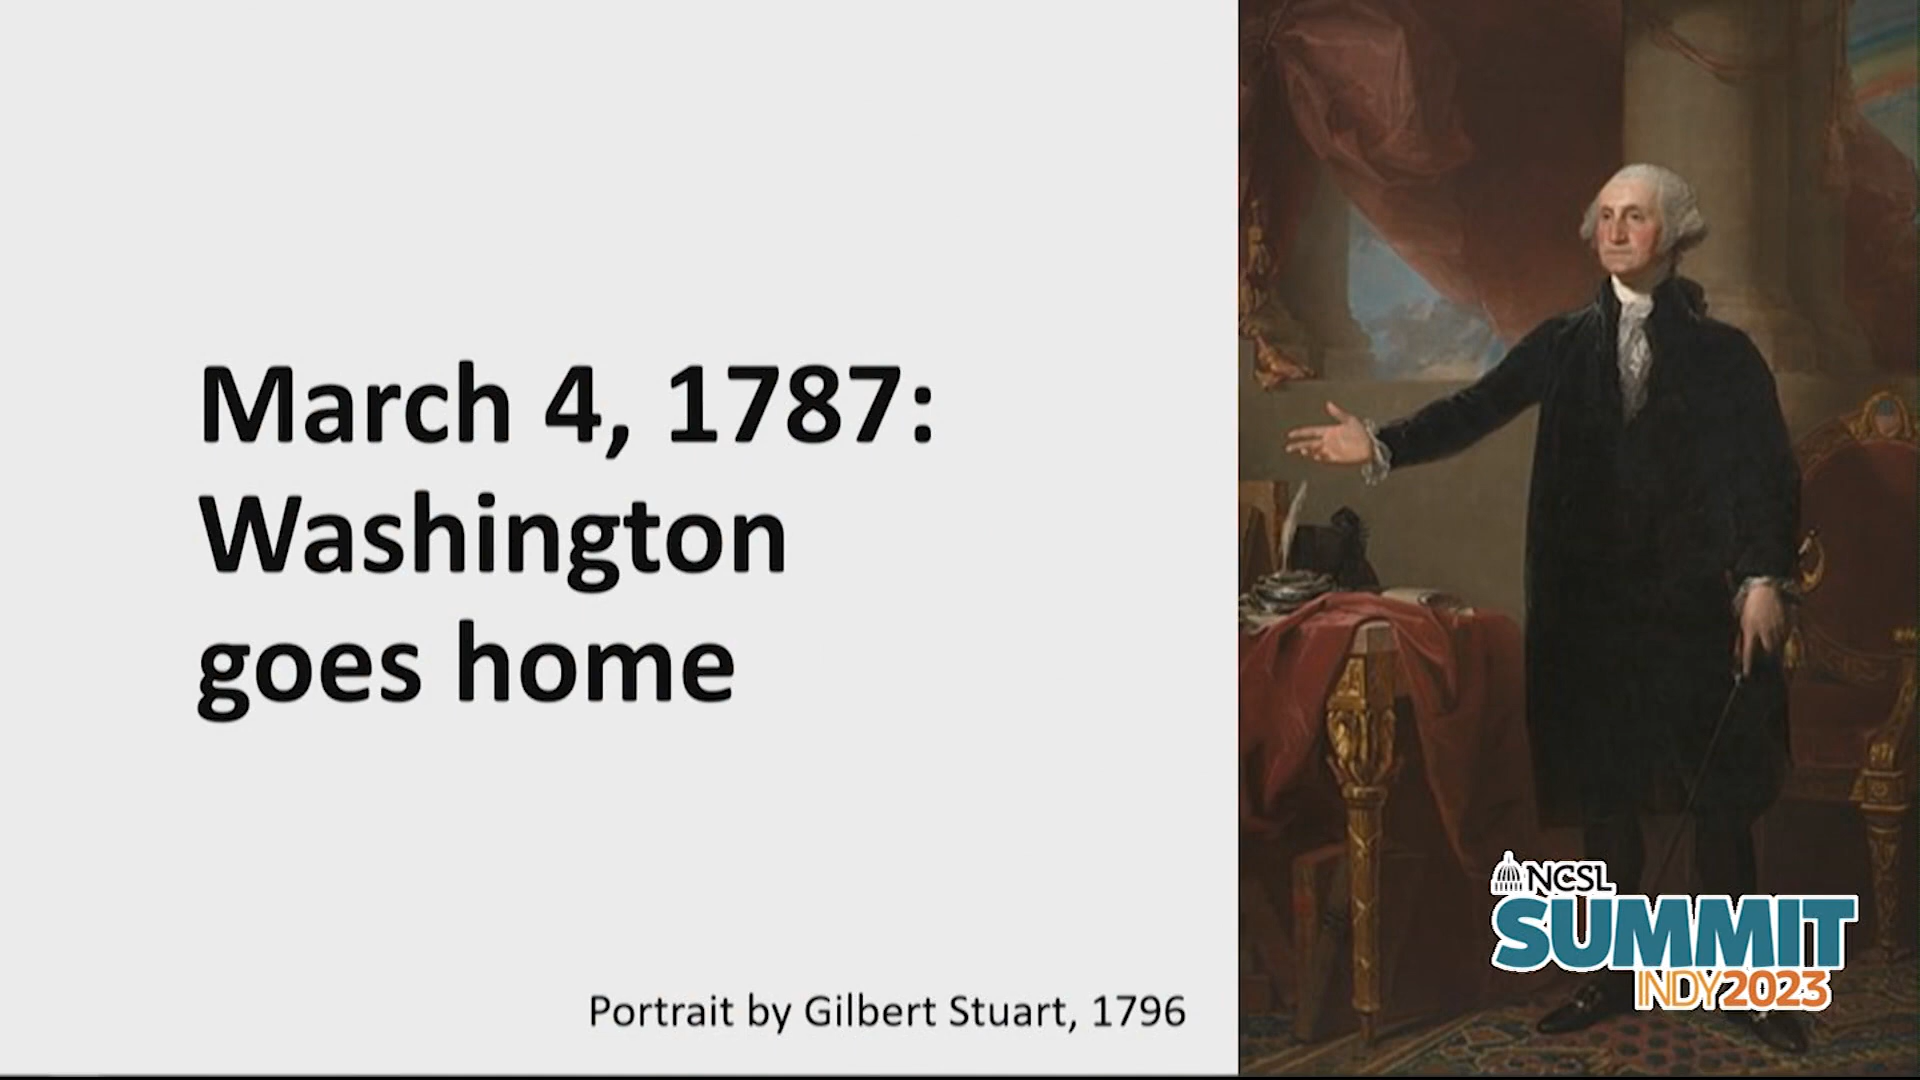 March 4, 1787:
Washington
goes home
Portrait by Gilbert Stuart, 1796
NCSL
SUMMIT
INDY2023